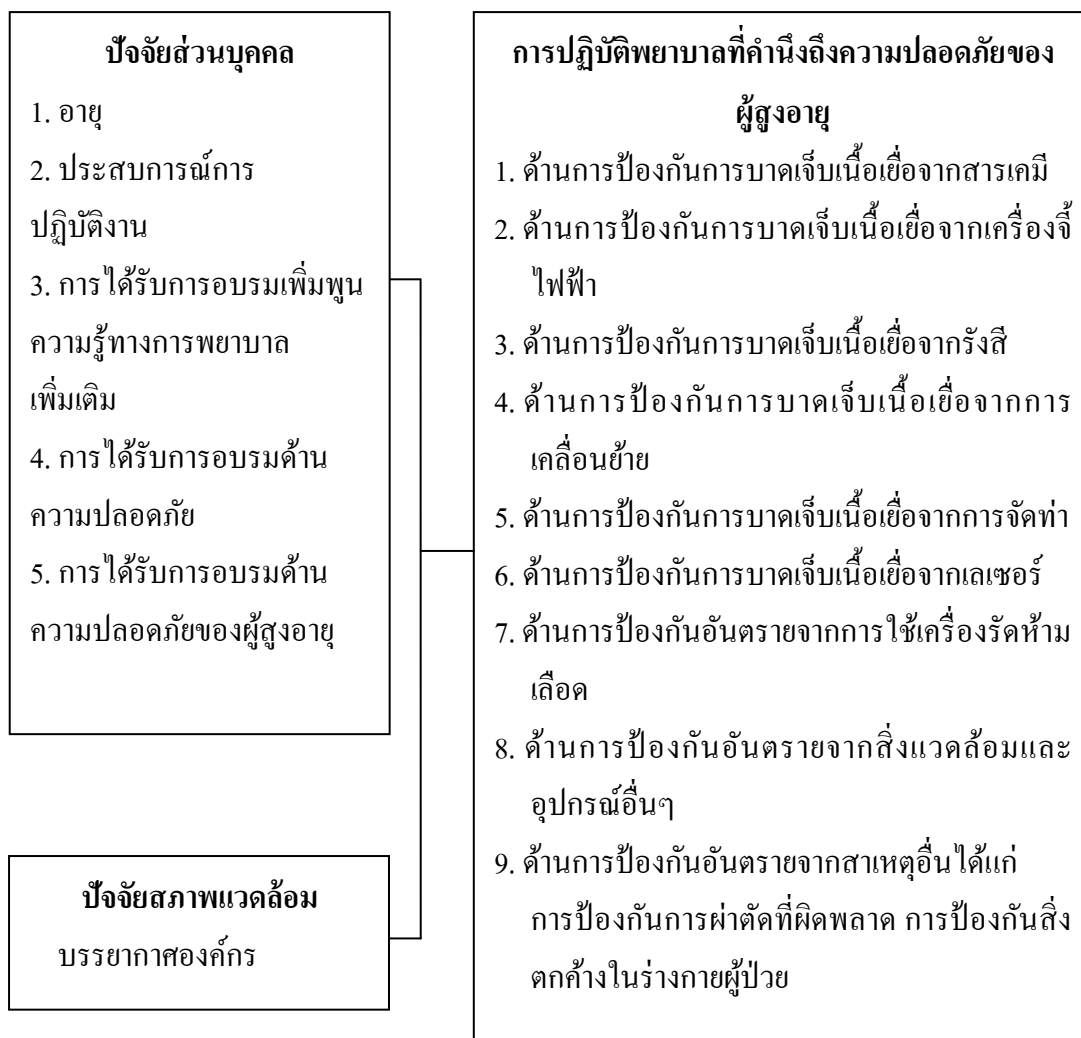 ปัจจัยส่วนบุคคล
1. อายุ
2. ประสบการณ์การ
ปฏิบัติงาน
3. การได้รับการอบรมเพิ่มพูน
ความรู้ทางการพยาบาล
เพิ่มเติม
4. การได้รับการอบรมด้าน
ความปลอดภัย
5. การได้รับการอบรมด้าน
ความปลอดภัยของผู้สูงอายุ
ปัจจัยสภาพแวดล้อม
บรรยากาศองค์กร
การปฏิบัติพยาบาลที่คำนึงถึงความปลอดภัยของ
ผู้สูงอายุ
1. ด้านการป้องกันการบาดเจ็บเนื้อเยื่อจากสารเคมี
2. ด้านการป้องกันการบาดเจ็บเนื้อเยื่อจากเครื่องจี้
ไฟฟ้า
3. ด้านการป้องกันการบาดเจ็บเนื้อเยื่อจากรังสี
4. ด้านการป้องกันการบาดเจ็บเนื้อเยื่อจากการ
เคลื่อนย้าย
5. ด้านการป้องกันการบาดเจ็บเนื้อเยื่อจากการจัดท่า
6. ด้านการป้องกันการบาดเจ็บเนื้อเยื่อจากเลเซอร์
7. ด้านการป้องกันอันตรายจากการใช้เครื่องรัดห้าม
เลือด
8. ด้านการป้องกันอันตรายจากสิ่งแวดล้อมและ
อุปกรณ์อื่นๆ
9. ด้านการป้องกันอันตรายจากสาเหตุอื่นได้แก่
การป้องกันการผ่าตัดที่ผิดพลาด การป้องกันสิ่ง
ตกค้างในร่างกายผู้ป่วย